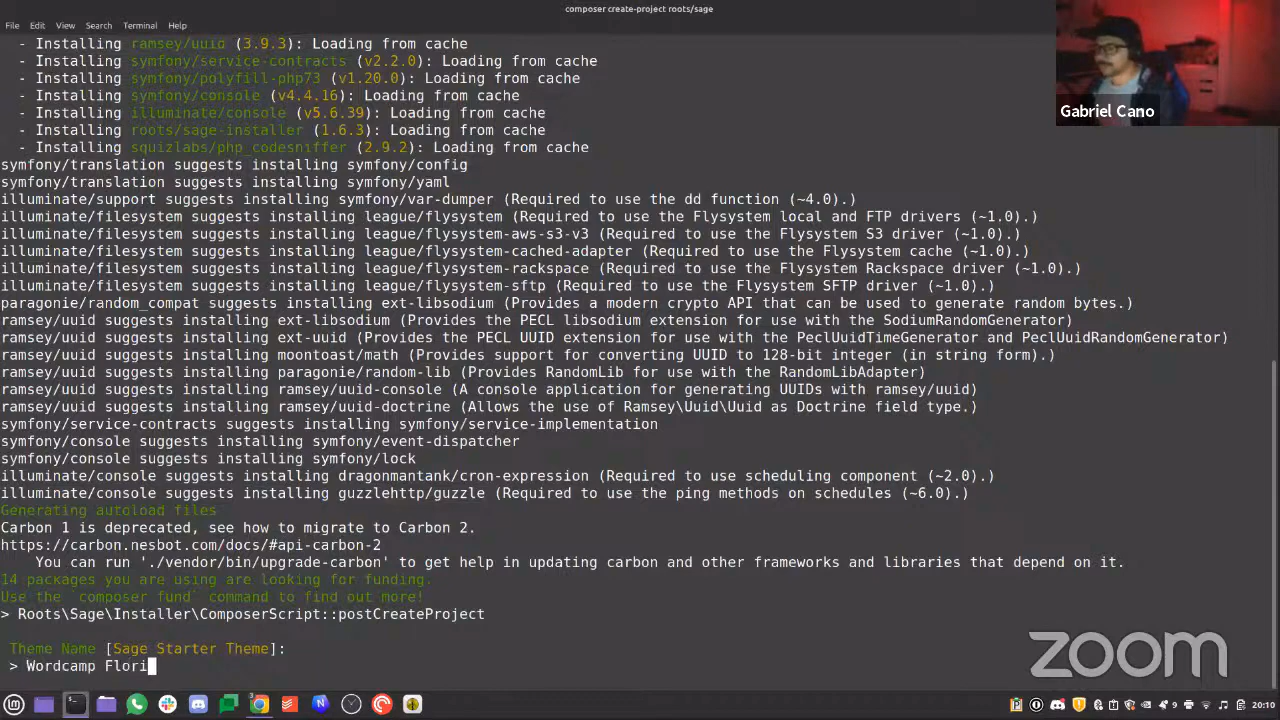 composer create-project roots/sage
File Edit View Search Terminal Help
- Installing ramsey/uuid (3.9.3): Loading from cache
- Installing symfony/service-contracts (v2.2.0): Loading from cache
- Installing symfony/polyfill-php73 (v1.20.0): Loading from cache
- Installing symfony/console (v4.4.16): Loading from cache
- Installing illuminate/console (v5.6.39): Loading from cache
- Installing roots/sage-installer (1.6.3): Loading from cache
- Installing squizlabs/php_codesniffer (2.9.2): Loading from cache
symfony/translation suggests installing symfony/config
symfony/translation suggests installing symfony/yaml
illuminate/support suggests installing symfony/var-dumper (Required to use the dd function (~4.0).)
illuminate/filesystem suggests installing league/flysystem (Required to use the Flysystem local and FTP drivers (~1.0).)
illuminate/filesystem suggests installing league/flysystem-aws-s3-v3 (Required to use the Flysystem S3 driver (~1.0).)
illuminate/filesystem suggests installing league/flysystem-cached-adapter (Required to use the Flysystem cache (~1.0).)
illuminate/filesystem suggests installing league/flysystem-rackspace (Required to use the Flysystem Rackspace driver (~1.0).)
illuminate/filesystem suggests installing league/flysystem-sftp (Required to use the Flysystem SFTP driver (~1.0).)
paragonie/random_compat suggests installing ext-libsodium (Provides a modern crypto API that can be used to generate random bytes.)
ramsey/uuid suggests installing ext-libsodium (Provides the PECL libsodium extension for use with the SodiumRandomGenerator)
ramsey/uuid suggests installing ext-uuid (Provides the PECL UUID extension for use with the PeclUuidTimeGenerator and PeclUuidRandomGenerator)
ramsey/uuid suggests installing moontoast/math (Provides support for converting UUID to 128-bit integer (in string form).)
ramsey/uuid suggests installing paragonie/random-lib (Provides RandomLib for use with the RandomLibAdapter)
ramsey/uuid suggests installing ramsey/uuid-console (A console application for generating UUIDs with ramsey/uuid)
ramsey/uuid suggests installing ramsey/uuid-doctrine (Allows the use of Ramsey\Uuid\Uuid as Doctrine field type.)
symfony/service-contracts suggests installing symfony/service-implementation
symfony/console suggests installing symfony/event-dispatcher
symfony/console suggests installing symfony/lock
illuminate/console suggests installing dragonmantank/cron-expression (Required to use scheduling component (~2.0).)
illuminate/console suggests installing guzzlehttp/guzzle (Required to use the ping methods on schedules (~6.0).)
Generating autoload files
Carbon 1 is deprecated, see how to migrate to Carbon 2.
https://carbon.nesbot.com/docs/#api-carbon-2
You can run './vendor/bin/upgrade-carbon' to get help in updating carbon and other frameworks and libraries that depend on it.
14 packages you are using are looking for funding.
Use the `composer fund` command to find out more!
> Roots\Sage\Installer\ComposerScript::postCreateProject
Theme Name [Sage Starter Theme]:
> Wordcamp Flori
Gabriel Cano
zoom
3
9
20:10